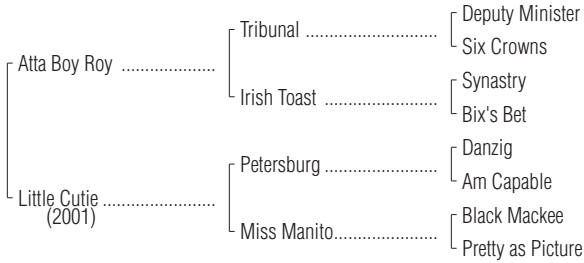 Deputy Minister
Tribunal ..........................
Six Crowns
Atta Boy Roy ...................
Synastry
Irish Toast ........................
Bix's Bet
Danzig
Petersburg .......................
Am Capable
Little Cutie .......................
(2001)
Black Mackee
Miss Manito.....................
Pretty as Picture